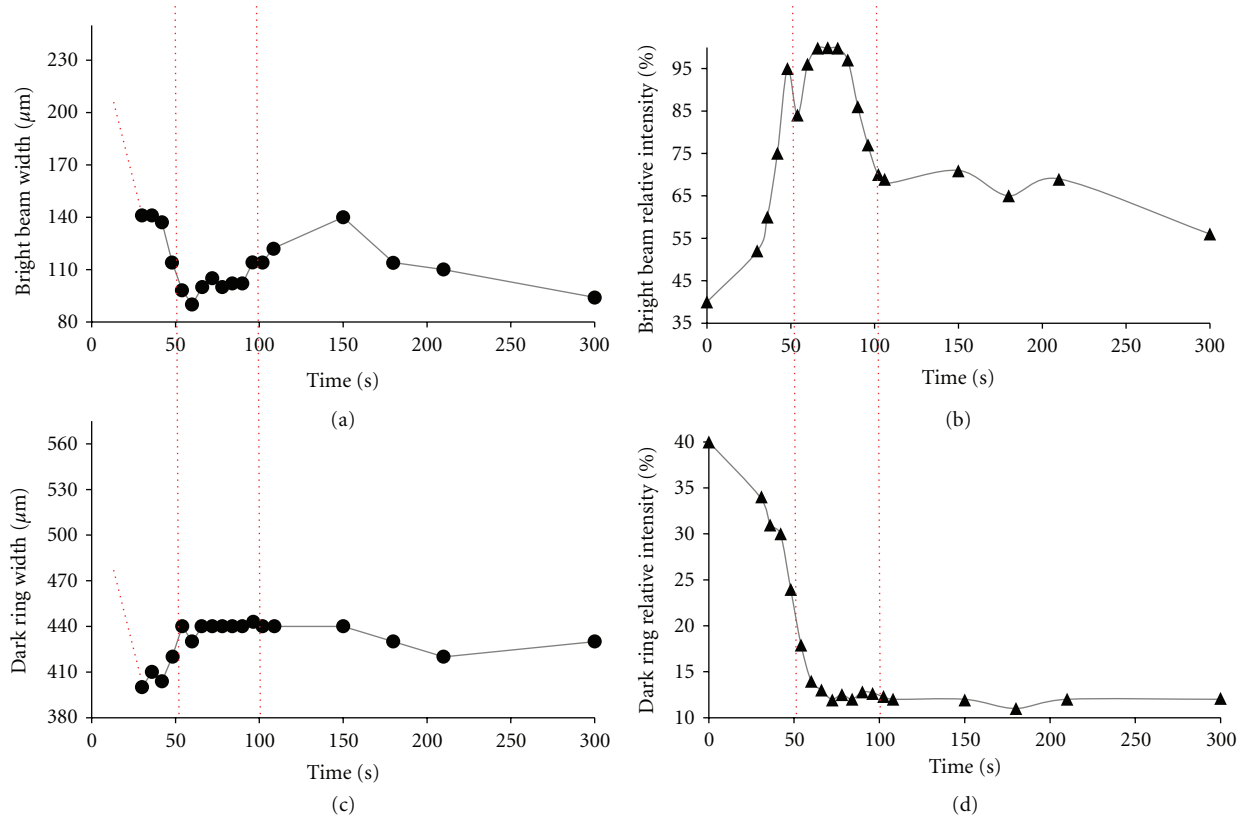 Bright beam width (μm)
230
200
170
140
110
80
0 50 100 150 200 250 300
Time (s)
(a)
Bright beam relative intensity (%)
95
85
75
65
55
45
35
0 50 100 150 200 250 300
Time (s)
(b)
Dark ring width (μm)
560
530
500
470
440
410
380
0 50 100 150 200 250 300
Time (s)
(c)
Dark ring relative intensity (%)
40
35
30
25
20
15
10
0 50 100 150 200 250 300
Time (s)
(d)